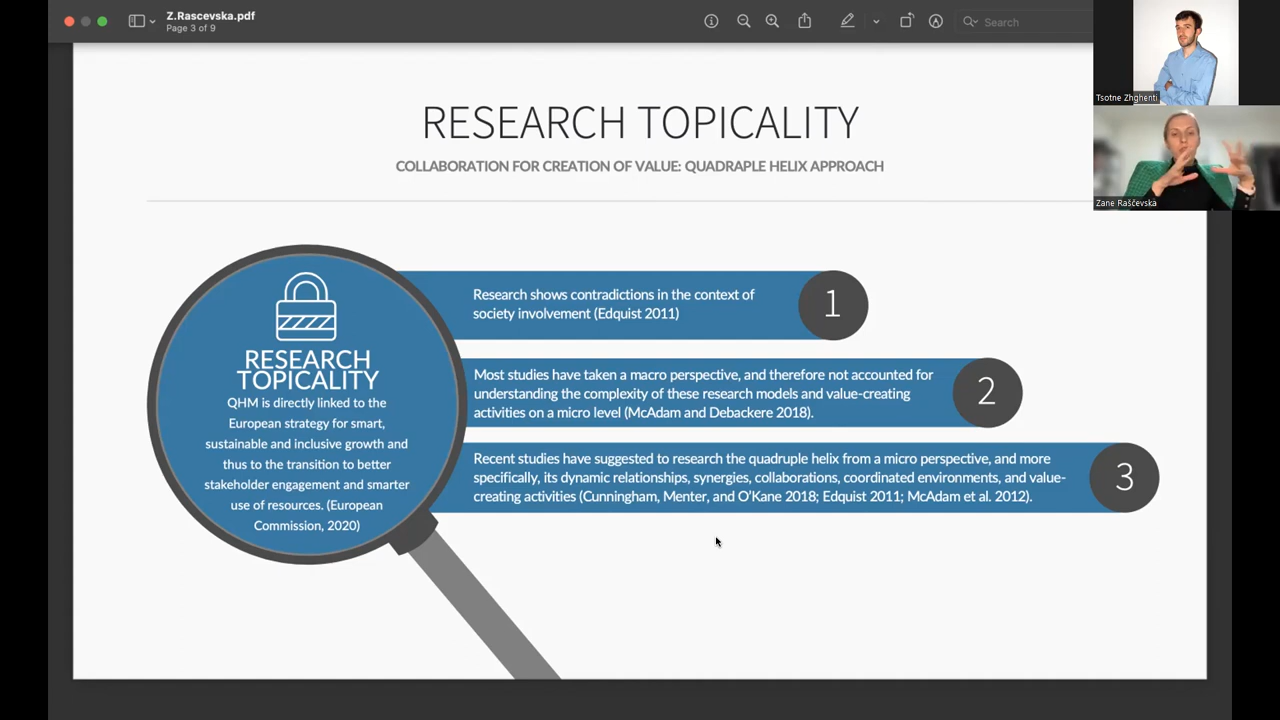 Z.Rascevska.pdf
Page 3 of 9
Search
Tsotne Zhghenti
Zane Raščevska
RESEARCH TOPICALITY
COLLABORATION FOR CREATION OF VALUE: QUADRAPLE HELIX APPROACH
RESEARCH
TOPICALITY
QHM is directly linked to the
European strategy for smart,
sustainable and inclusive growth and
thus to the transition to better
stakeholder engagement and smarter
use of resources. (European
Commission, 2020)
Research shows contradictions in the context of
society involvement (Edquist 2011)
1
Most studies have taken a macro perspective, and therefore not accounted for
understanding the complexity of these research models and value-creating
activities on a micro level (McAdam and Debackere 2018).
2
Recent studies have suggested to research the quadruple helix from a micro perspective, and more
specifically, its dynamic relationships, synergies, collaborations, coordinated environments, and value-
creating activities (Cunningham, Menter, and O'Kane 2018; Edquist 2011; McAdam et al. 2012).
3